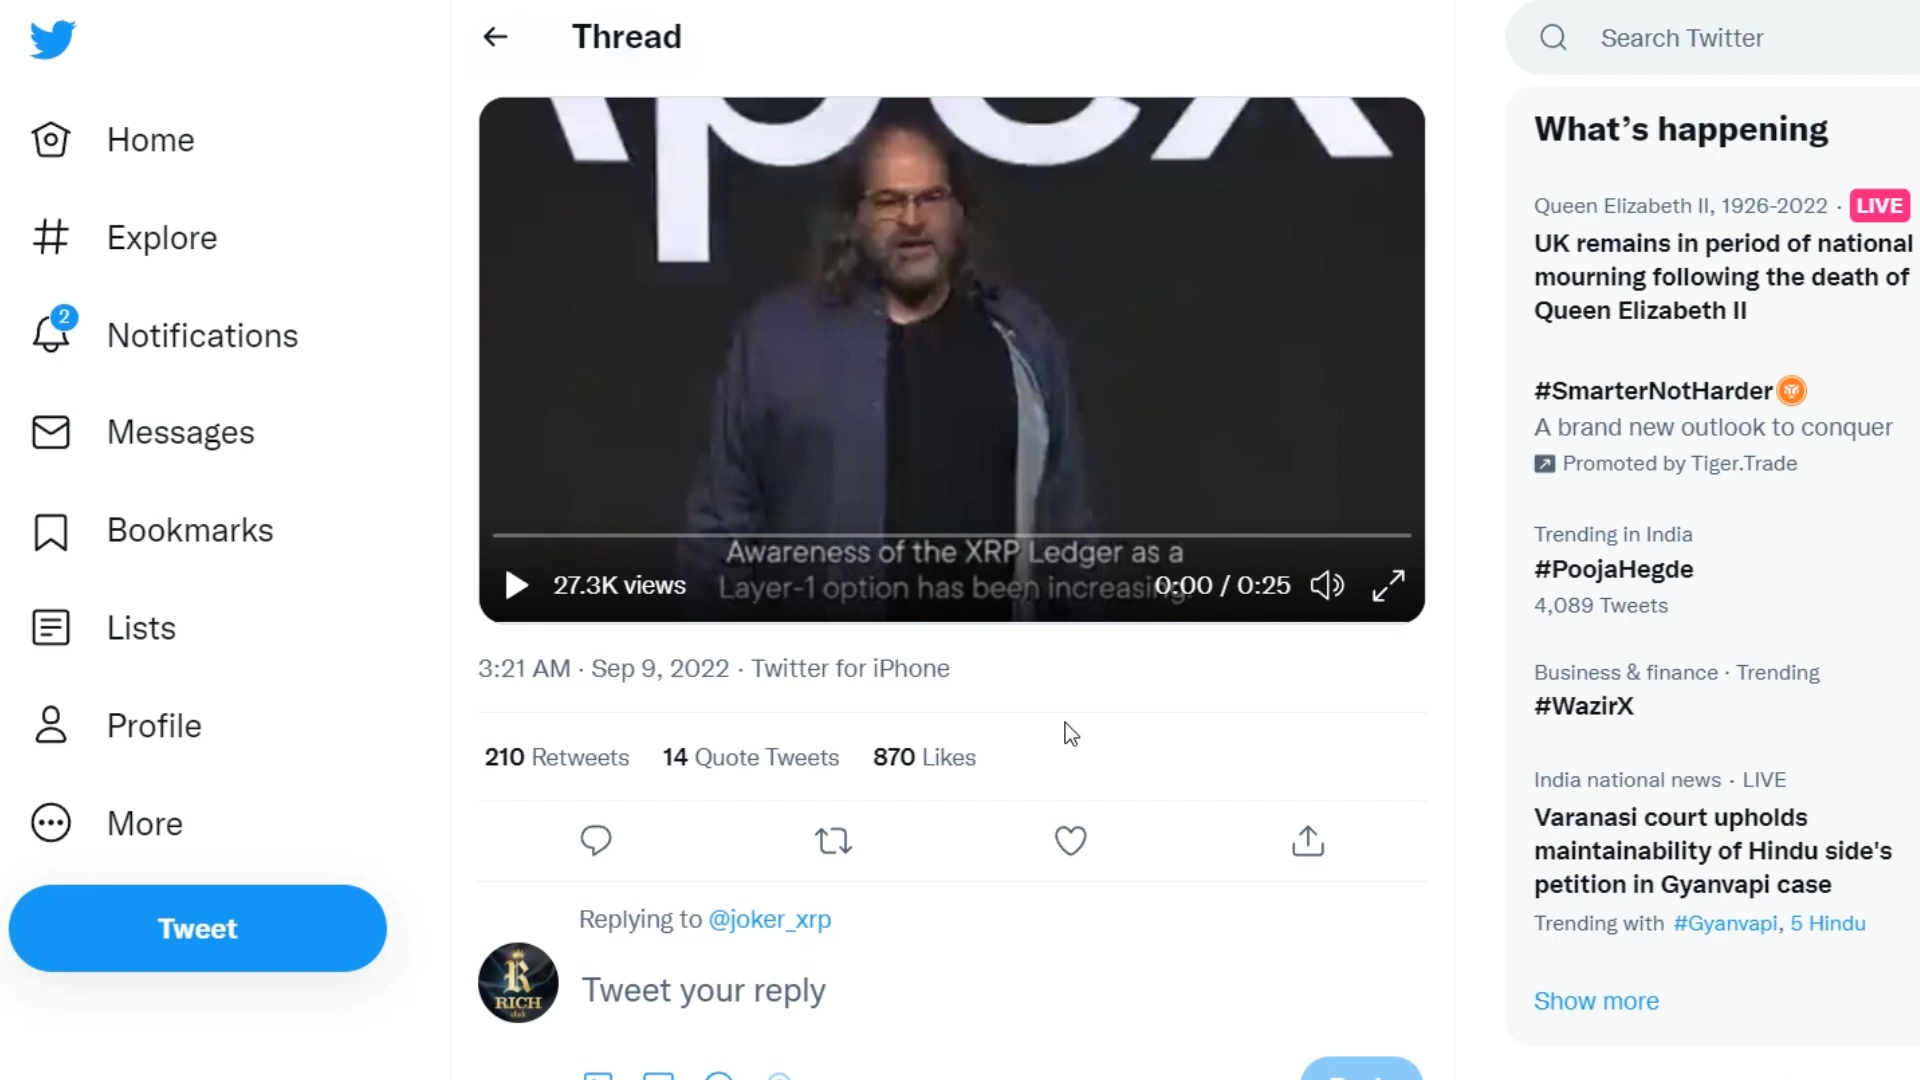 Thread
Search Twitter
Home
Explore
2
Notifications
Messages
Bookmarks
Lists
Profile
More
Tweet
Apex
Awareness of the XRP Ledger as a
Layer-1 option has been increasing.
27.3K views
0:00 / 0:25
3:21 AM · Sep 9, 2022 · Twitter for iPhone
210 Retweets 14 Quote Tweets 870 Likes
Replying to @joker_xrp
R
RICH
club
Tweet your reply
What's happening
Queen Elizabeth II, 1926-2022 · LIVE
UK remains in period of national
mourning following the death of
Queen Elizabeth II
#SmarterNotHarder
A brand new outlook to conquer
Promoted by Tiger.Trade
Trending in India
#PoojaHegde
4,089 Tweets
Business & finance · Trending
#WazirX
India national news · LIVE
Varanasi court upholds
maintainability of Hindu side's
petition in Gyanvapi case
Trending with #Gyanvapi, 5 Hindu
Show more